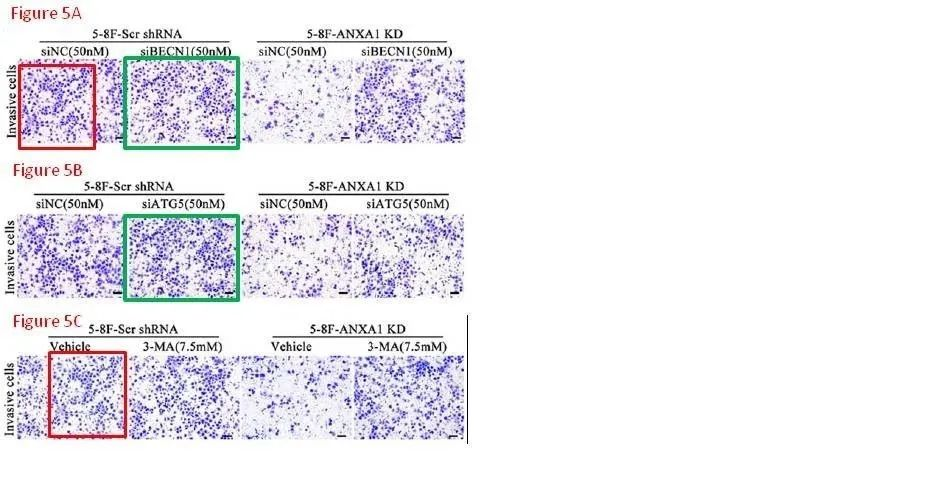 Figure 5A
5-8F-Scr shRNA 5-8F-ANXA1 KD
siNC(50nM) siBECN1(50nM) siNC(50nM) siBECN1(50nM)
Invasive cells
Figure 5B
5-8F-Scr shRNA 5-8F-ANXA1 KD
siNC(50nM) siATG5(50nM) siNC(50nM) siATG5(50nM)
Invasive cells
Figure 5C
5-8F-Scr shRNA 5-8F-ANXA1 KD
Vehicle 3-MA(7.5mM) Vehicle 3-MA(7.5mM)
Invasive cells